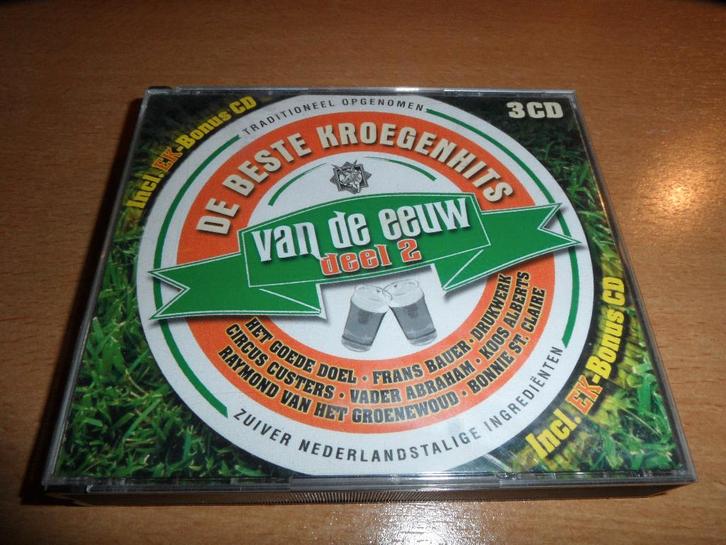 Incl. EK-Bonus CD
TRADITIONEEL OPGENOMEN
3CD
DE BESTE KROEGENHITS
van de eeuw
deel 2
HET GOEDE DOEL • FRANS BAUER • DRUKWERK
CIRCUS CUSTERS • VADER ABRAHAM • KOOS ALBERTS
RAYMOND VAN HET GROENEWOUD • BONNIE ST. CLAIRE
ZUIVER NEDERLANDSTALIGE INGREDIËNTEN
Incl. EK-Bonus CD